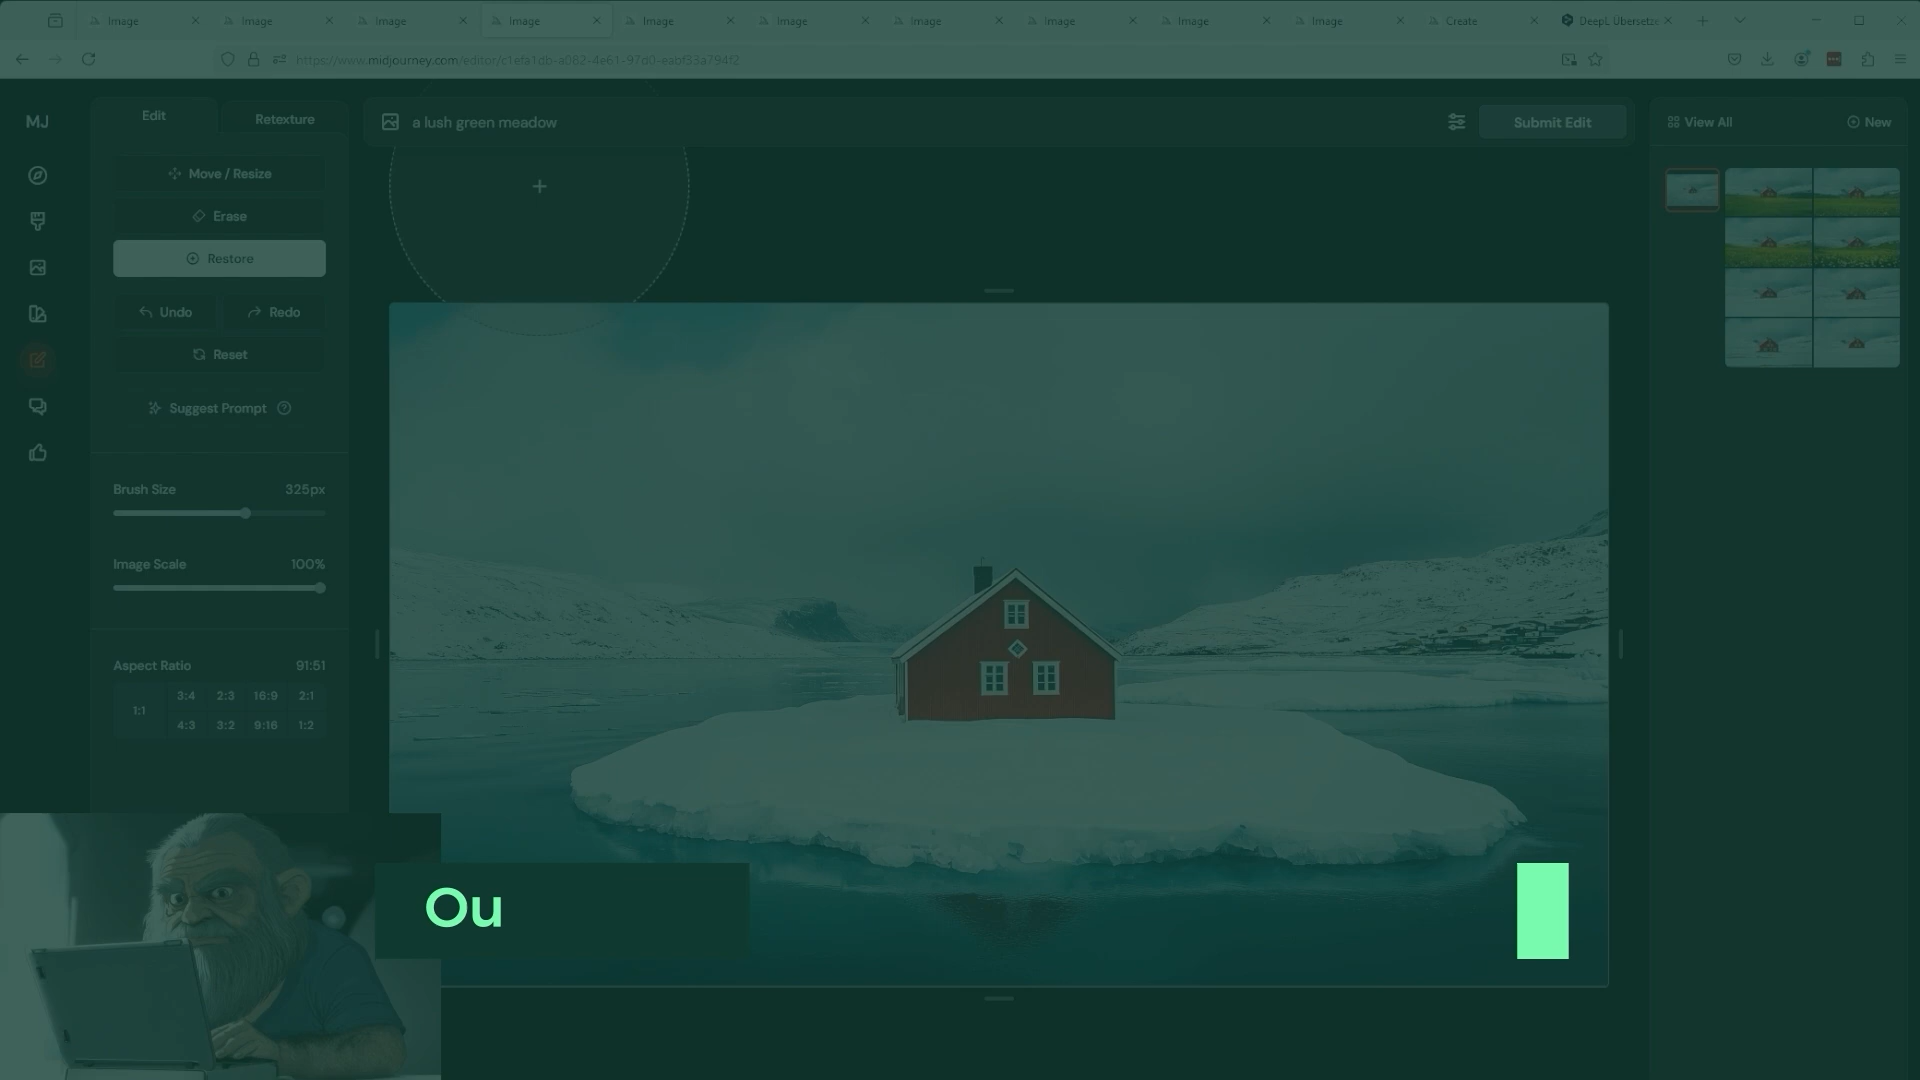 Image
Image
Image
Image
Image
Image
Image
Image
Image
Image
Create
DeepL Übersetze
https://www.midjourney.com/editor/c1efa1db-a082-4e61-97d0-eabf33a794f2
MJ
Edit
Retexture
a lush green meadow
Submit Edit
View All
New
Move / Resize
Erase
Restore
Undo
Redo
Reset
Suggest Prompt
Brush Size
325px
Image Scale
100%
Aspect Ratio
91:51
1:1
3:4
2:3
16:9
2:1
4:3
3:2
9:16
1:2
Ou